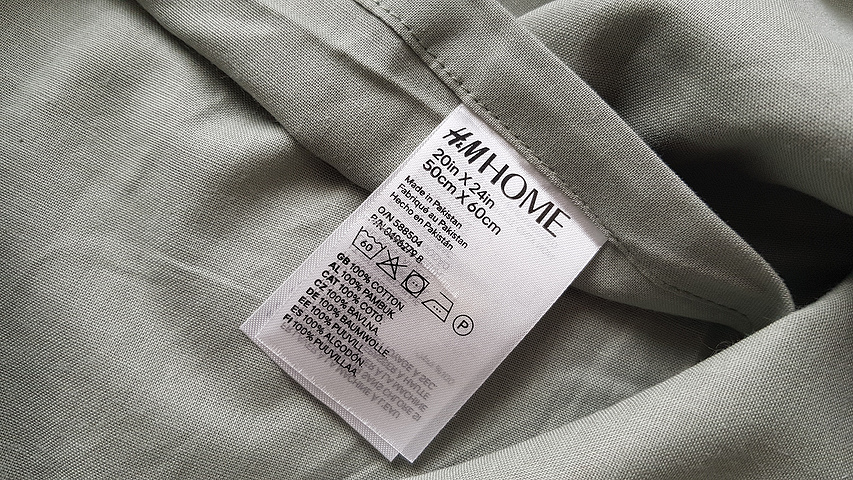 H&M HOME
20in X 24in
50cm X 60cm
Made in Pakistan
Fabriqué au Pakistan
Hecho en Pakistán
O/N 588504
60
P
GB 100% COTTON
AL 100% PAMBUK
CAT 100% COTÓ
CZ 100% BAVLNA
DE 100% BAUMWOLLE
EE 100% PUUVILL
ES 100% ALGODÓN
FI 100% PUUVILLAA